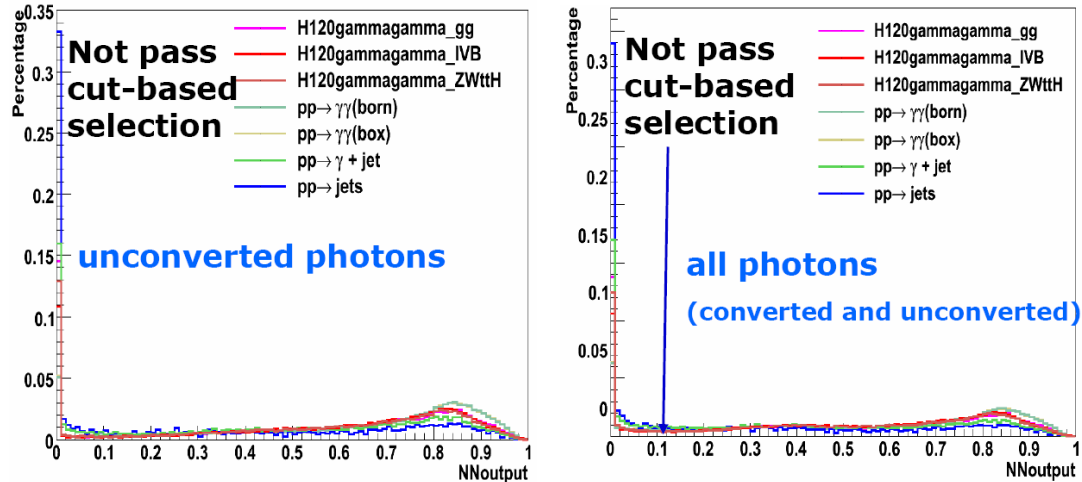 Percentage
0.35
0.3
0.25
0.2
0.15
0.1
0.05
0
Not pass
cut-based
selection
H120gammagamma_gg
H120gammagamma_IVB
H120gammagamma_ZWttH
pp→ γγ(born)
pp→ γγ(box)
pp→ γ + jet
pp→ jets
unconverted photons
0 0.1 0.2 0.3 0.4 0.5 0.6 0.7 0.8 0.9 1
NNoutput
Percentage
0.3
0.25
0.2
0.15
0.1
0.05
0
Not pass
cut-based
selection
H120gammagamma_gg
H120gammagamma_IVB
H120gammagamma_ZWttH
pp→ γγ(born)
pp→ γγ(box)
pp→ γ + jet
pp→ jets
all photons
(converted and unconverted)
0 0.1 0.2 0.3 0.4 0.5 0.6 0.7 0.8 0.9 1
NNoutput